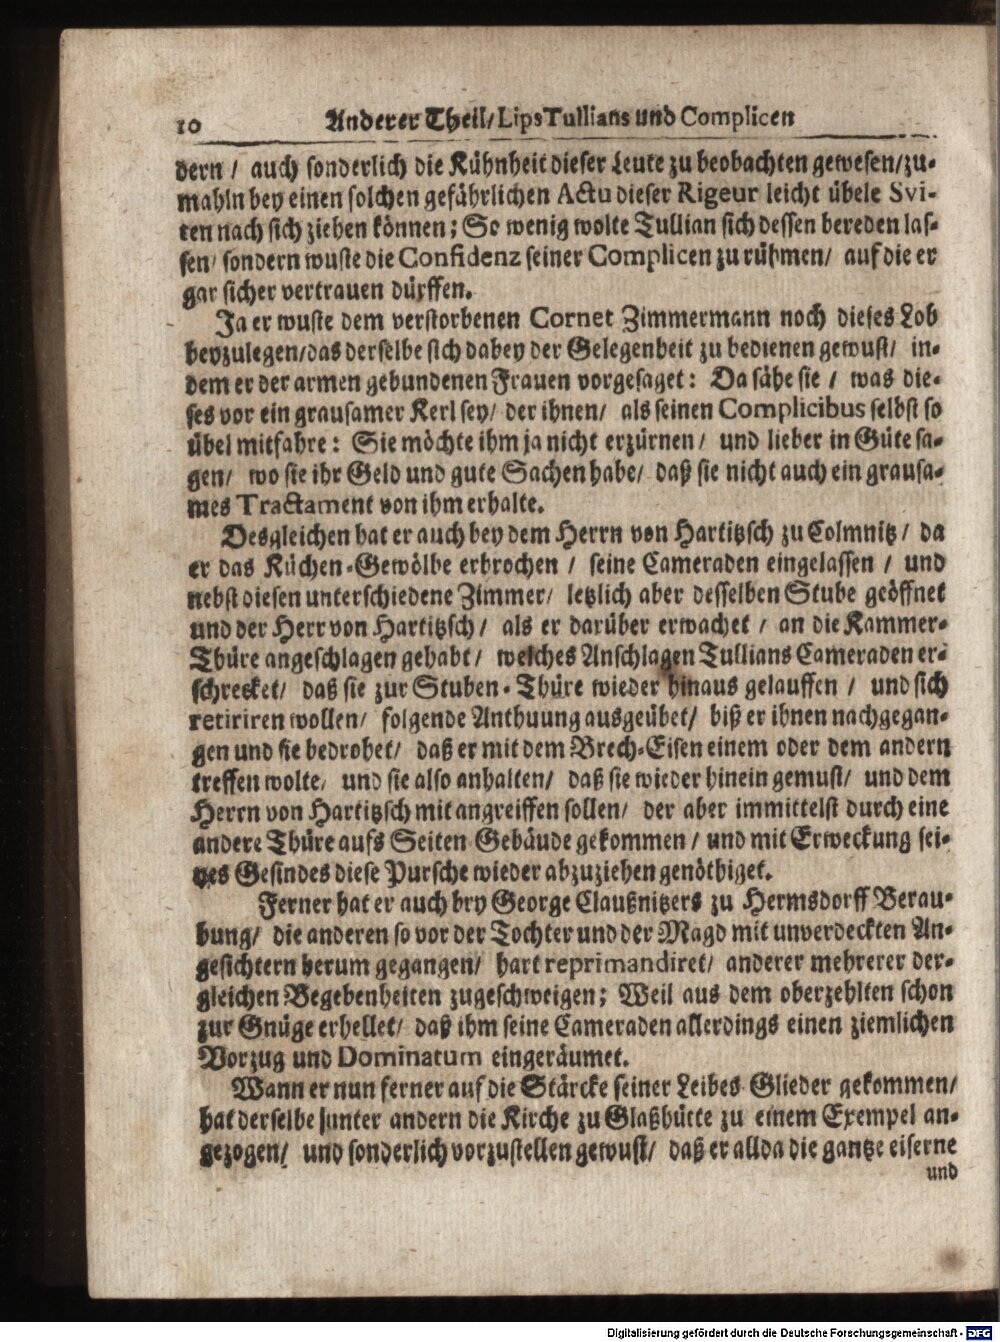 10 Anderer Theil/ Lips Tullians und Complicen
dern / auch sonderlich die Kühnheit dieser Leute zu beobachten gewesen/ zu-
mahln bey einen solchen gefährlichen Actu dieser Rigeur leicht übele Svi-
ten nach sich ziehen können; So wenig wolte Tullian sich dessen bereden las-
sen/ sondern wuste die Confidenz seiner Complicen zu rühmen/ auf die er
gar sicher vertrauen dürffen.
Ja er wuste dem verstorbenen Cornet Zimmermann noch dieses Lob
beyzulegen/ das derselbe sich dabey der Gelegenheit zu bedienen gewust/ in-
dem er der armen gebundenen Frauen vorgesaget: Da sähe sie / was die-
ses vor ein grausamer Kerl sey/ der ihnen/ als seinen Complicibus selbst so
übel mitfahre: Sie möchte ihm ja nicht erzürnen/ und lieber in Güte sa-
gen/ wo sie ihr Geld und gute Sachen habe/ daß sie nicht auch ein grausa-
mes Tractament von ihm erhalte.
Desgleichen hat er auch bey dem Herrn von Hartitzsch zu Colmnitz/ da
er das Küchen-Gewölbe erbrochen / seine Cameraden eingelassen / und
nebst diesen unterschiedene Zimmer/ letzlich aber desselben Stube geöffnet
und der Herr von Hartitzsch/ als er darüber erwachet / an die Kammer-
Thüre angeschlagen gehabt/ welches Anschlagen Tullians Cameraden er-
schrecket/ daß sie zur Stuben-Thüre wieder hinaus gelauffen / und sich
retiriren wollen/ folgende Anthuung ausgeübet/ biß er ihnen nachgegan-
gen und sie bedrohet/ daß er mit dem Brech-Eisen einem oder dem andern
treffen wolte/ und sie also anhalten/ daß sie wieder hinein gemust/ und dem
Herrn von Hartitzsch mit angreiffen sollen/ der aber immittelst durch eine
andere Thüre aufs Seiten Gebäude gekommen / und mit Erweckung sei-
nes Gesindes diese Pursche wieder abzuziehen genöthiget.
Ferner hat er auch bey George Claußnitzers zu Hermsdorff Berau-
bung/ die anderen so vor der Tochter und der Magd mit unverdeckten An-
gesichtern herum gegangen/ hart reprimandiret/ anderer mehrerer der-
gleichen Begebenheiten zugeschweigen; Weil aus dem oberzehlten schon
zur Gnüge erhellet/ daß ihm seine Cameraden allerdings einen ziemlichen
Vorzug und Dominatum eingeräumet.
Wann er nun ferner auf die Stärcke seiner Leibes Glieder gekommen/
hat derselbe junter andern die Kirche zu Glaßhütte zu einem Exempel an-
gezogen/ und sonderlich vorzustellen gewust/ daß er allda die gantze eiserne
und
Digitalisierung gefördert durch die Deutsche Forschungsgemeinschaft - DFG